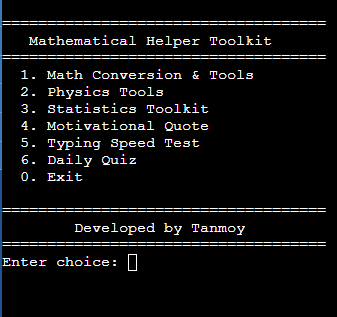 ====================================
Mathematical Helper Toolkit
====================================
1. Math Conversion & Tools
2. Physics Tools
3. Statistics Toolkit
4. Motivational Quote
5. Typing Speed Test
6. Daily Quiz
0. Exit
====================================
Developed by Tanmoy
====================================
Enter choice: